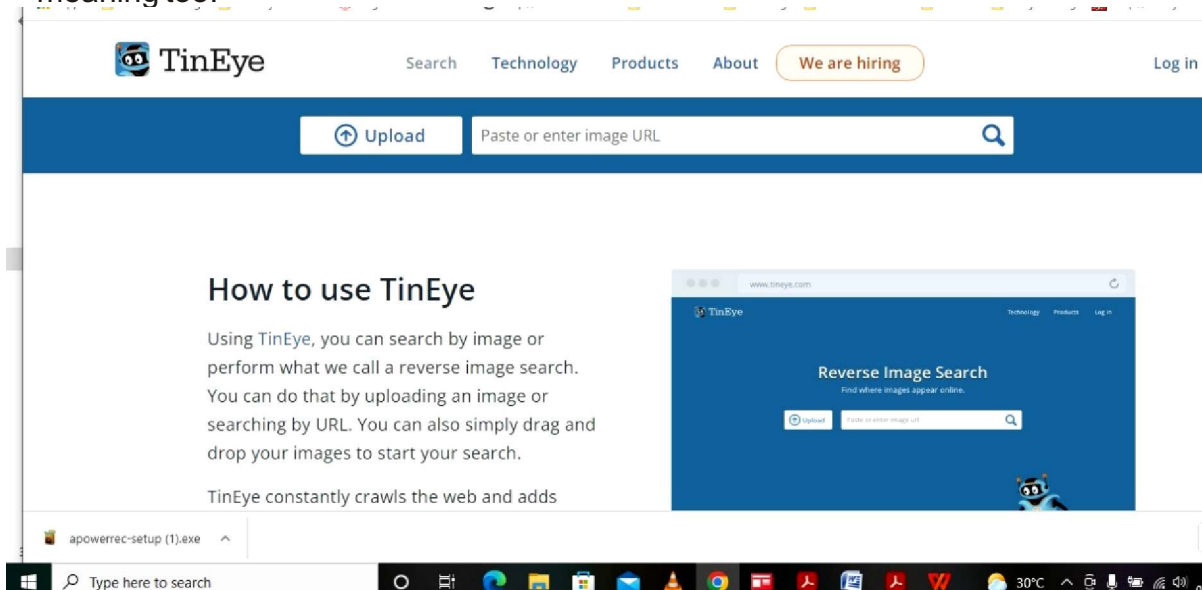 meaning too.
TinEye Search Technology Products About We are hiring Log in
Upload Paste or enter image URL
How to use TinEye
Using TinEye, you can search by image or
perform what we call a reverse image search.
You can do that by uploading an image or
searching by URL. You can also simply drag and
drop your images to start your search.
TinEye constantly crawls the web and adds
www.tineye.com
TinEye Technology Products Log in
Reverse Image Search
Find where images appear online.
Upload Paste or enter image url
apowerrec-setup (1).exe
Type here to search 30°C